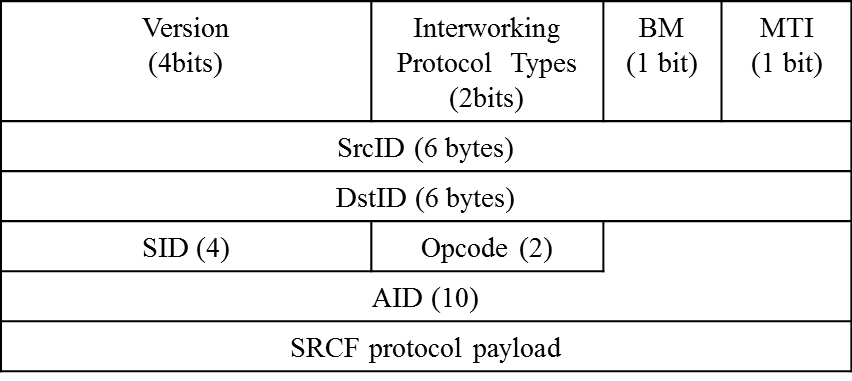 Version
(4bits)
Interworking
Protocol Types
(2bits)
BM
(1 bit)
MTI
(1 bit)
SrcID (6 bytes)
DstID (6 bytes)
SID (4)
Opcode (2)
AID (10)
SRCF protocol payload